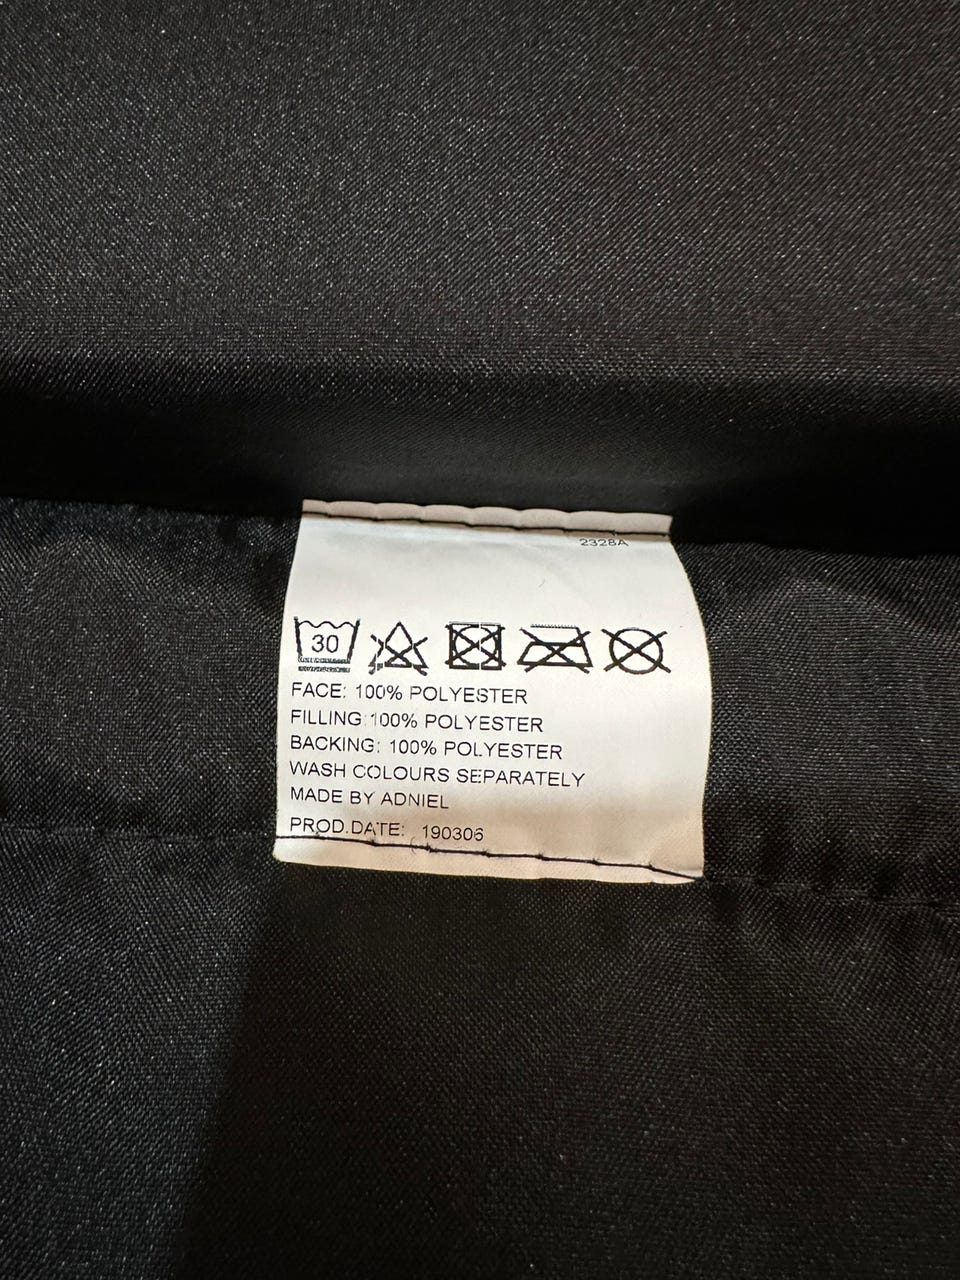 2328A
30
FACE: 100% POLYESTER
FILLING:100% POLYESTER
BACKING: 100% POLYESTER
WASH COLOURS SEPARATELY
MADE BY ADNIEL
PROD.DATE: 190306